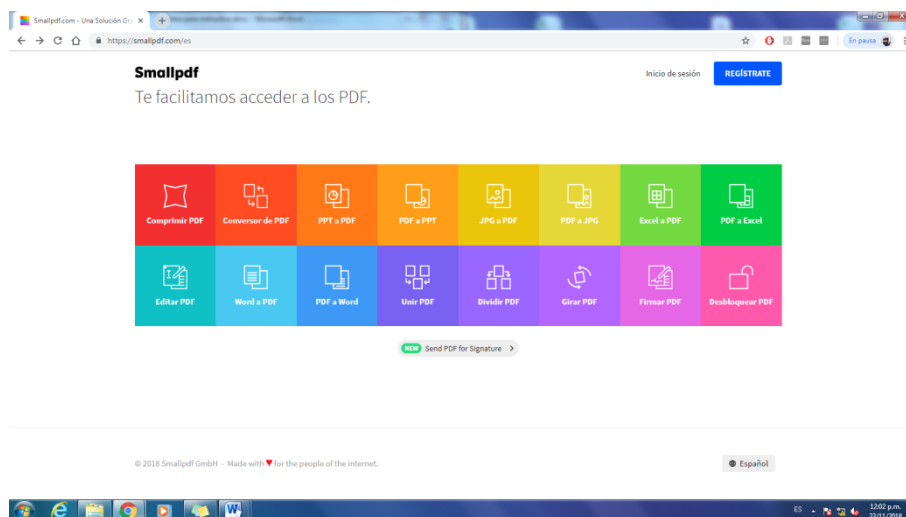 Smallpdf.com - Una Solución Gr
https://smallpdf.com/es
En pausa
Smallpdf
Inicio de sesión
REGÍSTRATE
Te facilitamos acceder a los PDF.
Comprimir PDF
Conversor de PDF
PPT a PDF
PDF a PPT
JPG a PDF
PDF a JPG
Excel a PDF
PDF a Excel
Editar PDF
Word a PDF
PDF a Word
Unir PDF
Dividir PDF
Girar PDF
Firmar PDF
Desbloquear PDF
NEW Send PDF for Signature
© 2018 Smallpdf GmbH - Made with ♥ for the people of the internet.
Español
ES
12:02 p.m.
22/11/2018